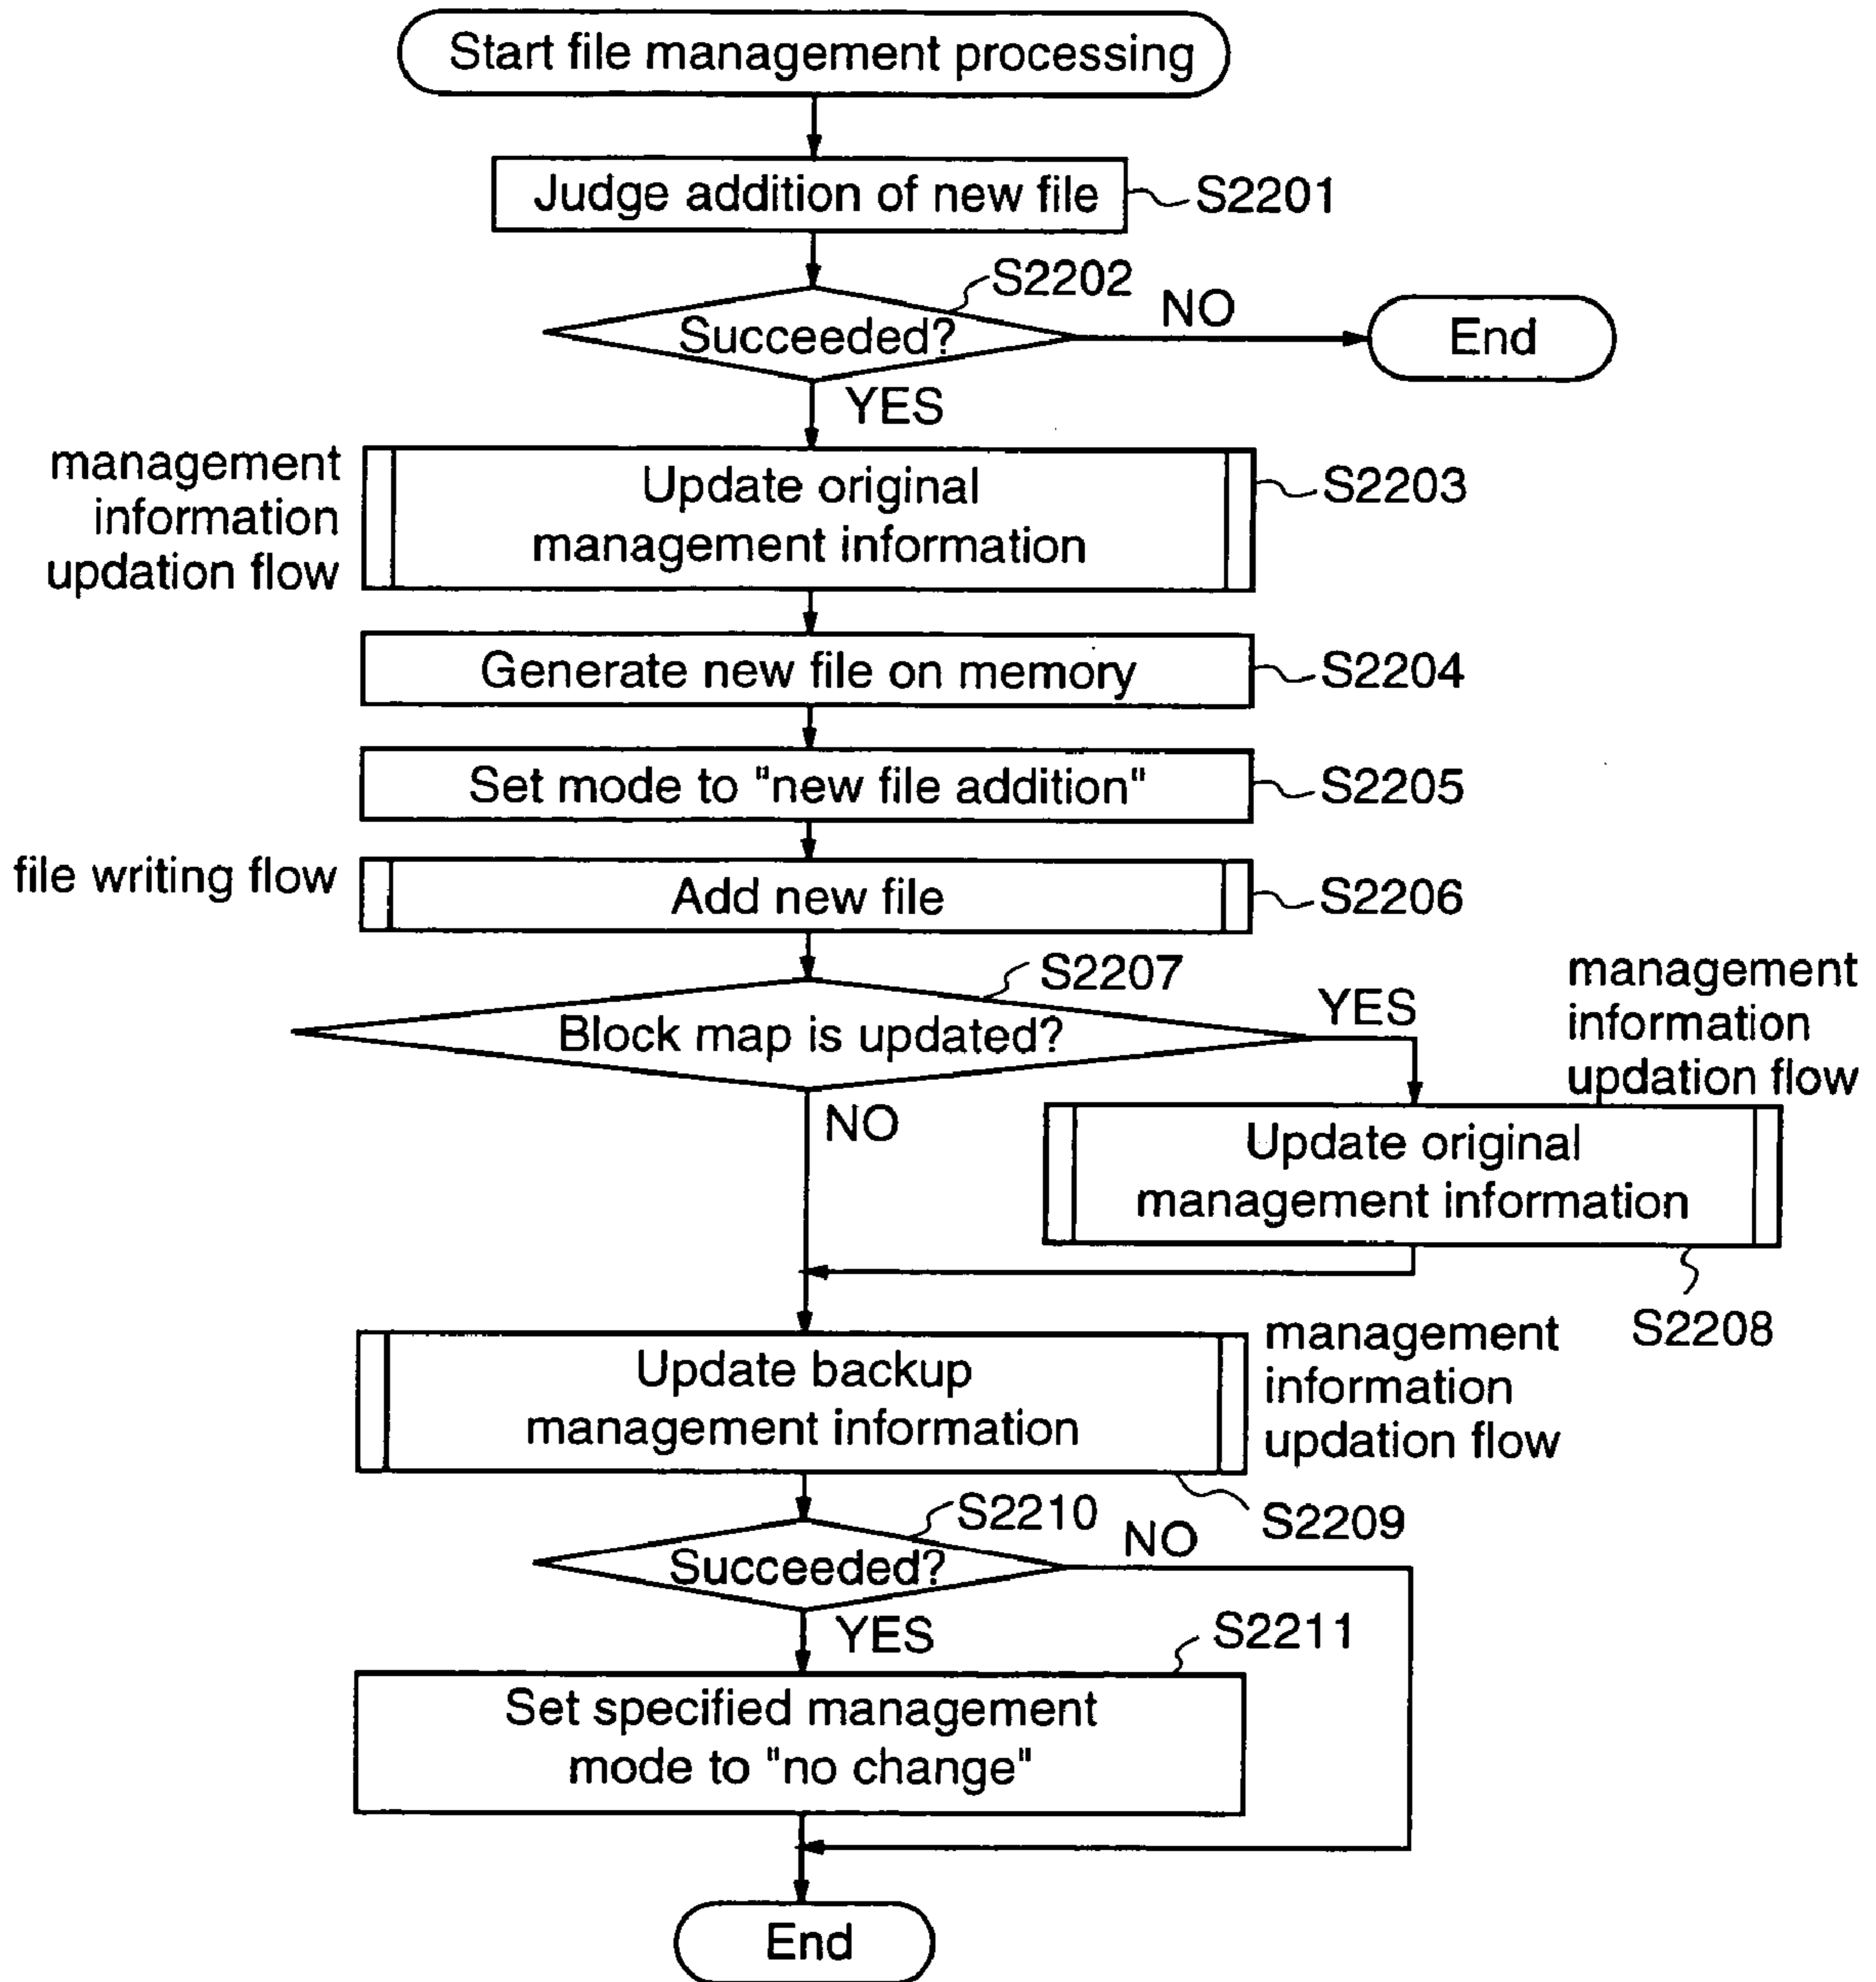 Start file management processing
Judge addition of new file
S2201
S2202
Succeeded?
NO
End
YES
management
information
updation flow
Update original
management information
S2203
Generate new file on memory
S2204
Set mode to "new file addition"
S2205
file writing flow
Add new file
S2206
S2207
Block map is updated?
YES
NO
management
information
updation flow
Update original
management information
S2208
Update backup
management information
management
information
updation flow
S2209
S2210
Succeeded?
NO
YES
S2211
Set specified management
mode to "no change"
End